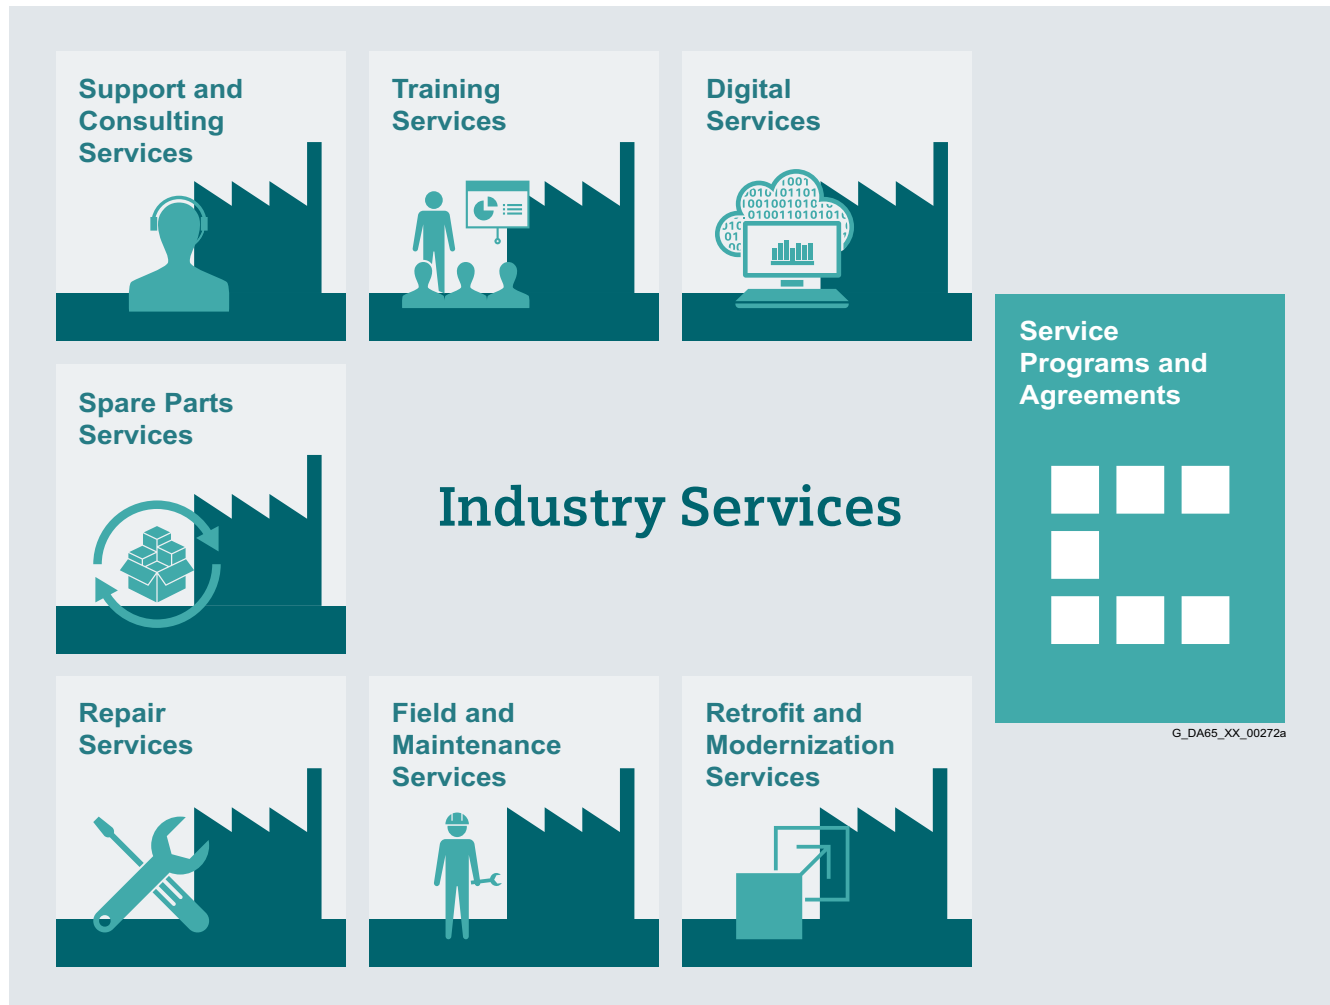 Support and
Consulting
Services
Training
Services
Digital
Services
Service
Programs and
Agreements
Spare Parts
Services
Industry Services
Repair
Services
Field and
Maintenance
Services
Retrofit and
Modernization
Services
G_DA65_XX_00272a